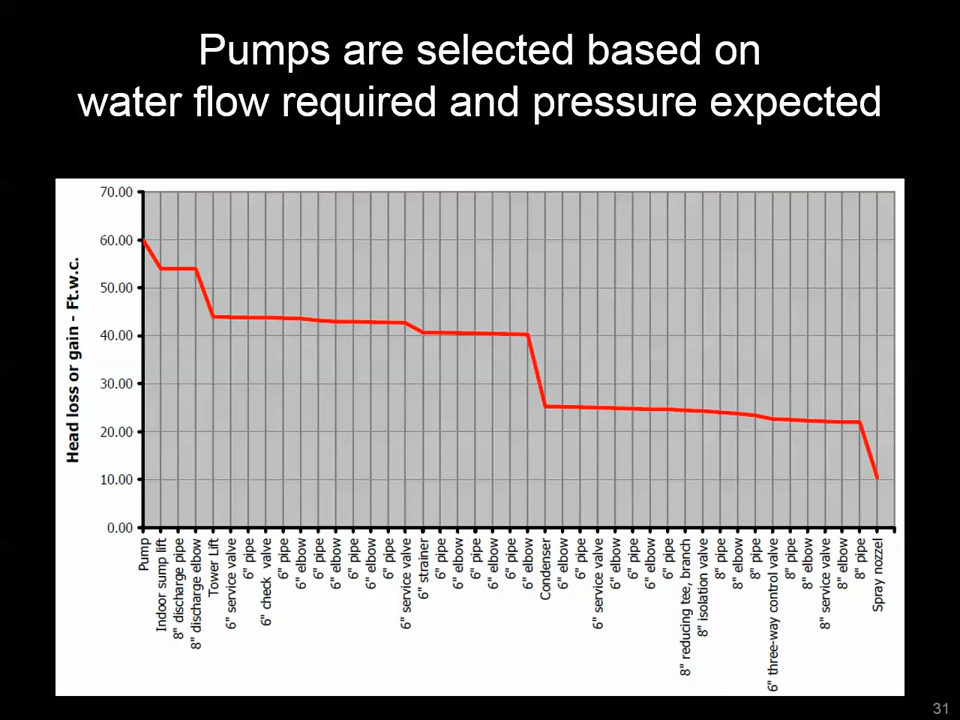 Pumps are selected based on
water flow required and pressure expected
Head loss or gain - Ft.w.c.
70.00
60.00
50.00
40.00
30.00
20.00
10.00
0.00
Pump
Indoor sump lift
8" discharge pipe
8" discharge elbow
Tower Lift
6" service valve
6" pipe
6" check valve
6" pipe
6" elbow
6" pipe
6" elbow
6" pipe
6" elbow
6" pipe
6" service valve
6" strainer
6" pipe
6" elbow
6" pipe
6" elbow
6" pipe
6" elbow
Condenser
6" elbow
6" pipe
6" service valve
6" elbow
6" pipe
6" elbow
6" pipe
8" reducing tee, branch
8" isolation valve
8" pipe
8" elbow
8" pipe
6" three-way control valve
8" pipe
8" elbow
8" service valve
8" elbow
8" pipe
Spray nozzel
31